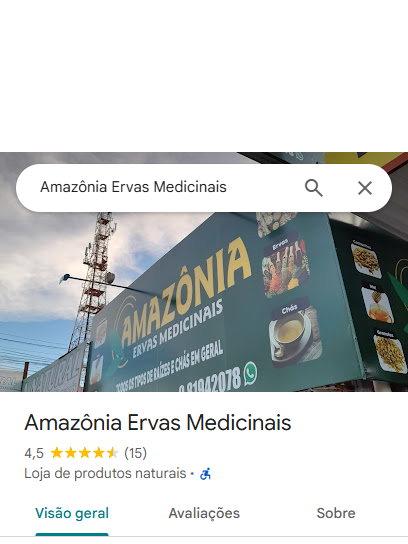 Amazônia Ervas Medicinais
AMAZÔNIA
ERVAS MEDICINAIS
TODOS OS TIPOS DE RAÍZES E CHÁS EM GERAL
81942078
Ervas
Chás
Mel
Amazônia Ervas Medicinais
4,5 (15)
Loja de produtos naturais •
Visão geral
Avaliações
Sobre